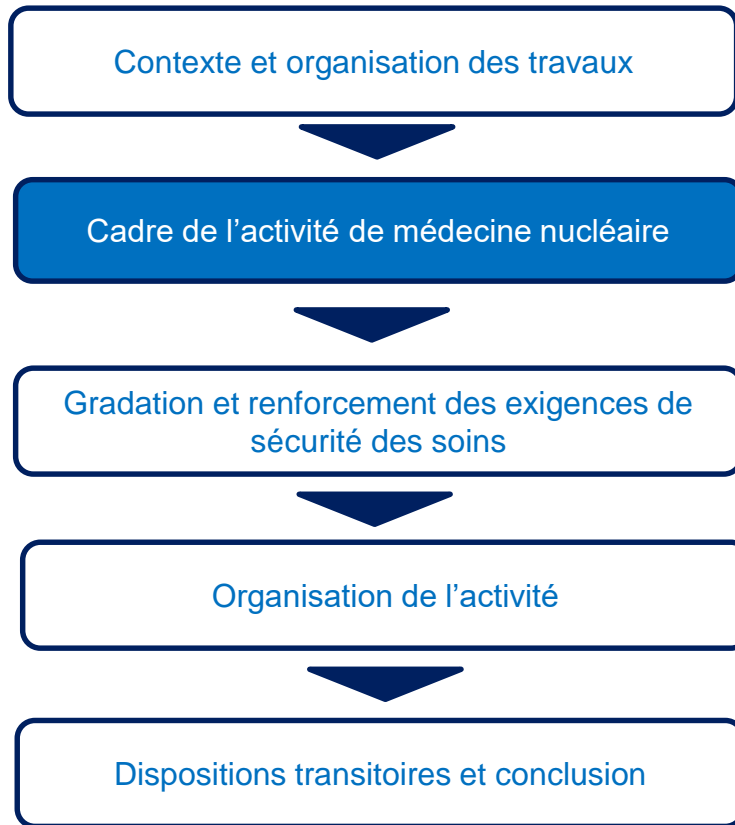 Contexte et organisation des travaux
Cadre de l’activité de médecine nucléaire
Gradation et renforcement des exigences de
sécurité des soins
Organisation de l’activité
Dispositions transitoires et conclusion